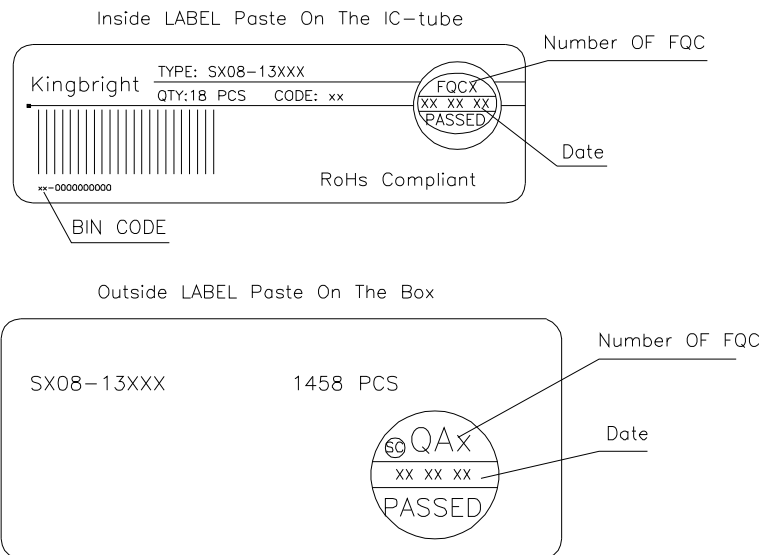 Inside LABEL Paste On The IC-tube
Number OF FQC
Kingbright
TYPE: SX08-13XXX
QTY:18 PCS CODE: xx
FQCX
XX XX XX
PASSED
Date
RoHs Compliant
xx-0000000000
BIN CODE
Outside LABEL Paste On The Box
Number OF FQC
SX08-13XXX 1458 PCS
SC QAx
XX XX XX
PASSED
Date